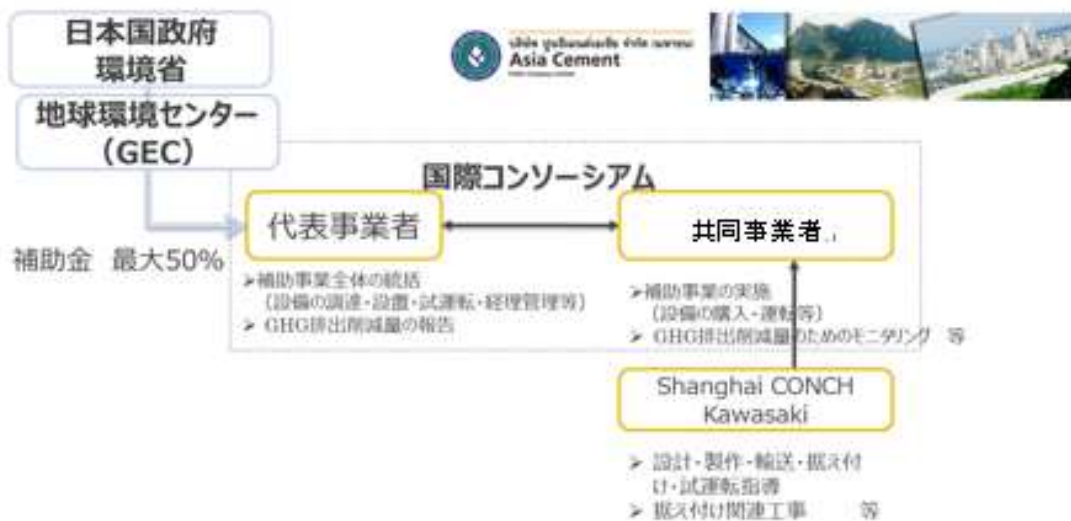 日本国政府
環境省
地球環境センター
（GEC）
Asia Cement
国際コンソーシアム
代表事業者
共同事業者
補助金 最大50%
➢補助事業全体の統括
（設備の調達・設置・試運転・経理管理等）
➢ GHG排出削減量の報告
➢補助事業の実施
（設備の購入・運転等）
➢ GHG排出削減量のためのモニタリング 等
Shanghai CONCH
Kawasaki
➢ 設計・製作・輸送・据え付
け・試運転指導
➢ 据え付け関連工事 等